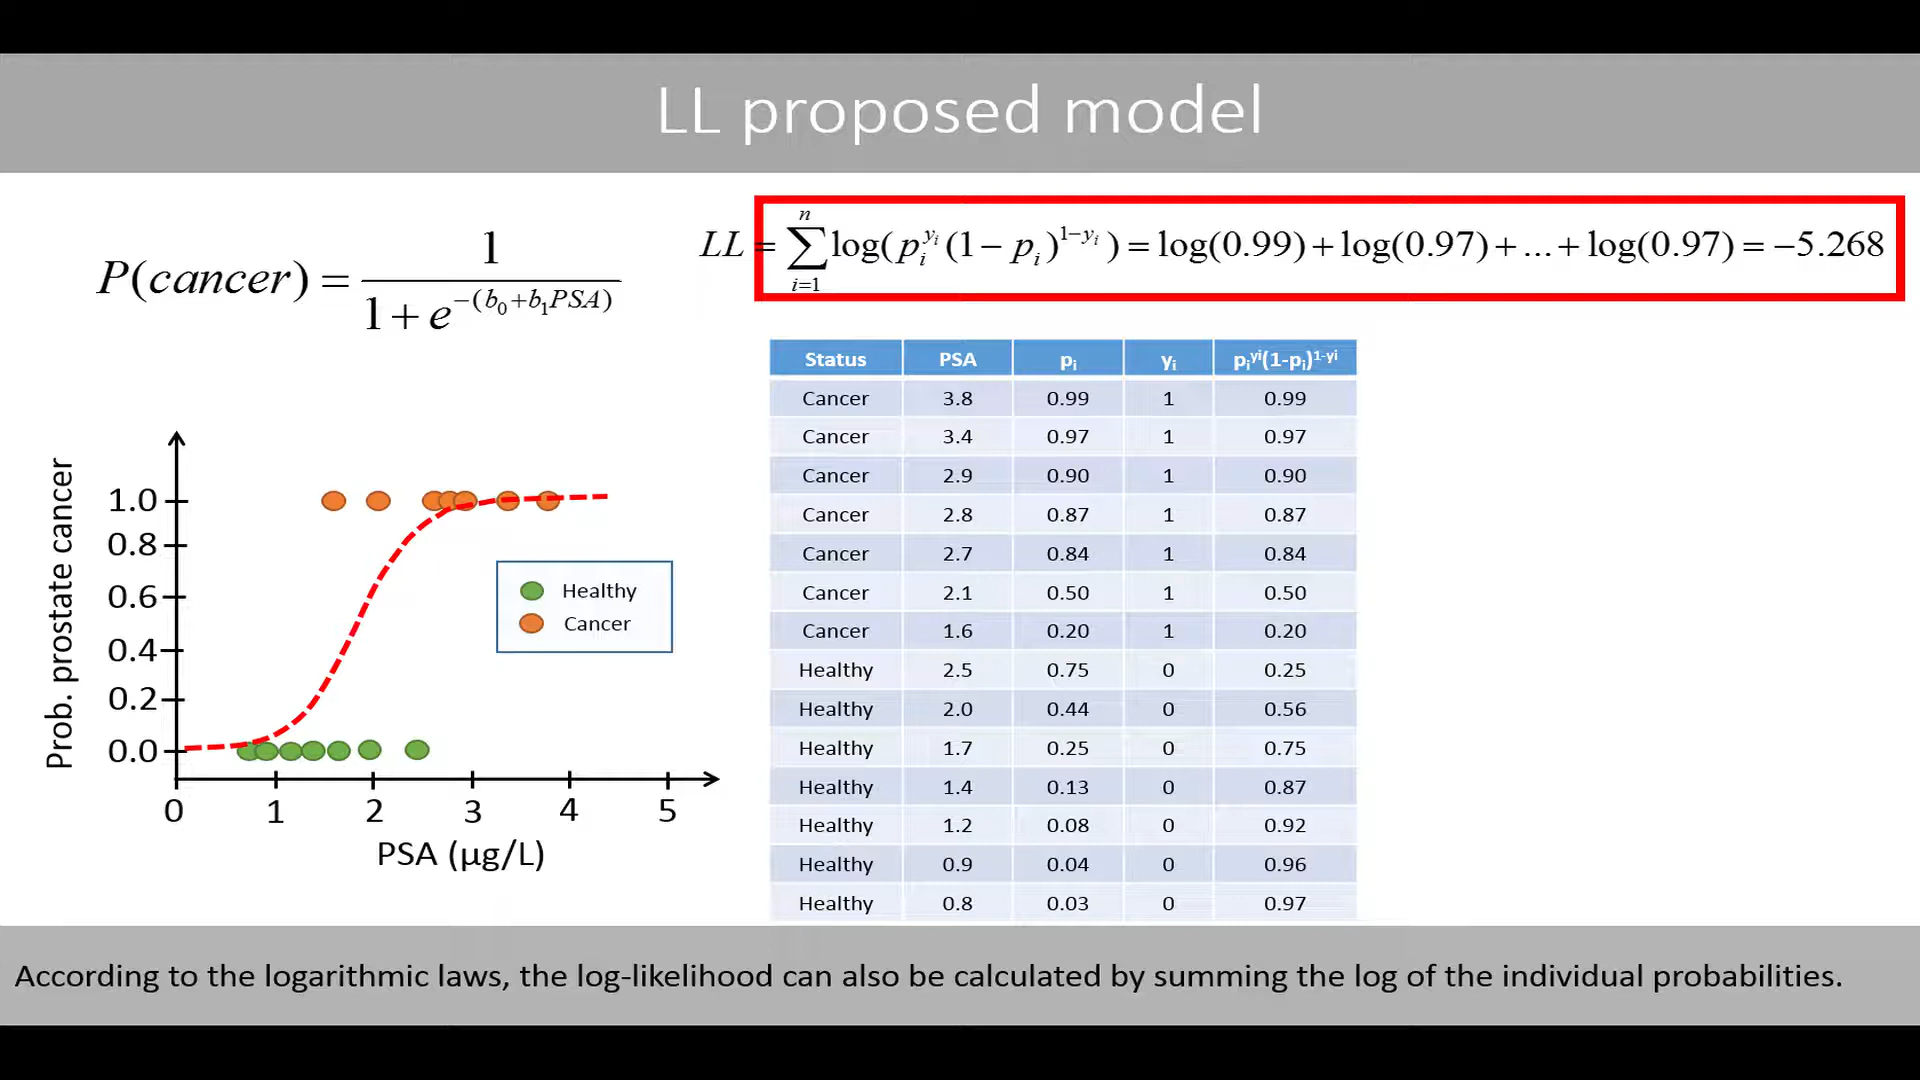 LL proposed model
P(cancer) = 1 / (1 + e^{-(b_0+b_1PSA)})
LL = \sum_{i=1}^{n} log(p_i^{y_i}(1 - p_i)^{1-y_i}) = log(0.99) + log(0.97) + ... + log(0.97) = -5.268
Status PSA p_i y_i p_i^{yi}(1-p_i)^{1-yi}
Cancer 3.8 0.99 1 0.99
Cancer 3.4 0.97 1 0.97
Cancer 2.9 0.90 1 0.90
Cancer 2.8 0.87 1 0.87
Cancer 2.7 0.84 1 0.84
Cancer 2.1 0.50 1 0.50
Cancer 1.6 0.20 1 0.20
Healthy 2.5 0.75 0 0.25
Healthy 2.0 0.44 0 0.56
Healthy 1.7 0.25 0 0.75
Healthy 1.4 0.13 0 0.87
Healthy 1.2 0.08 0 0.92
Healthy 0.9 0.04 0 0.96
Healthy 0.8 0.03 0 0.97
Prob. prostate cancer
1.0
0.8
0.6
0.4
0.2
0.0
0 1 2 3 4 5
PSA (µg/L)
Healthy
Cancer
According to the logarithmic laws, the log-likelihood can also be calculated by summing the log of the individual probabilities.